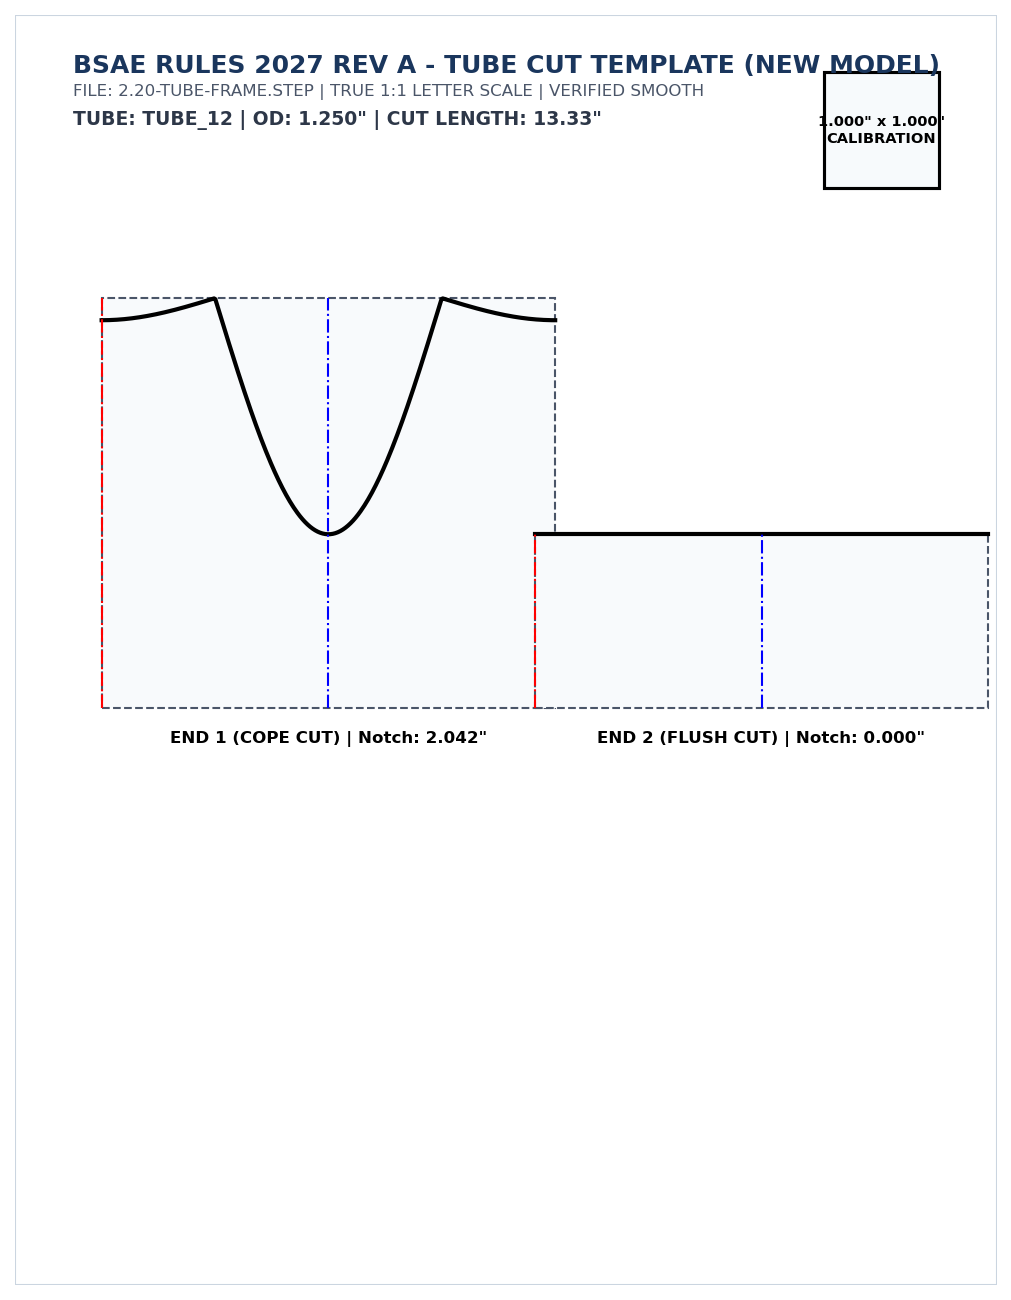 BSAE RULES 2027 REV A - TUBE CUT TEMPLATE (NEW MODEL)
FILE: 2.20-TUBE-FRAME.STEP | TRUE 1:1 LETTER SCALE | VERIFIED SMOOTH
TUBE: TUBE_12 | OD: 1.250" | CUT LENGTH: 13.33"
1.000" x 1.000"
CALIBRATION
END 1 (COPE CUT) | Notch: 2.042"
END 2 (FLUSH CUT) | Notch: 0.000"